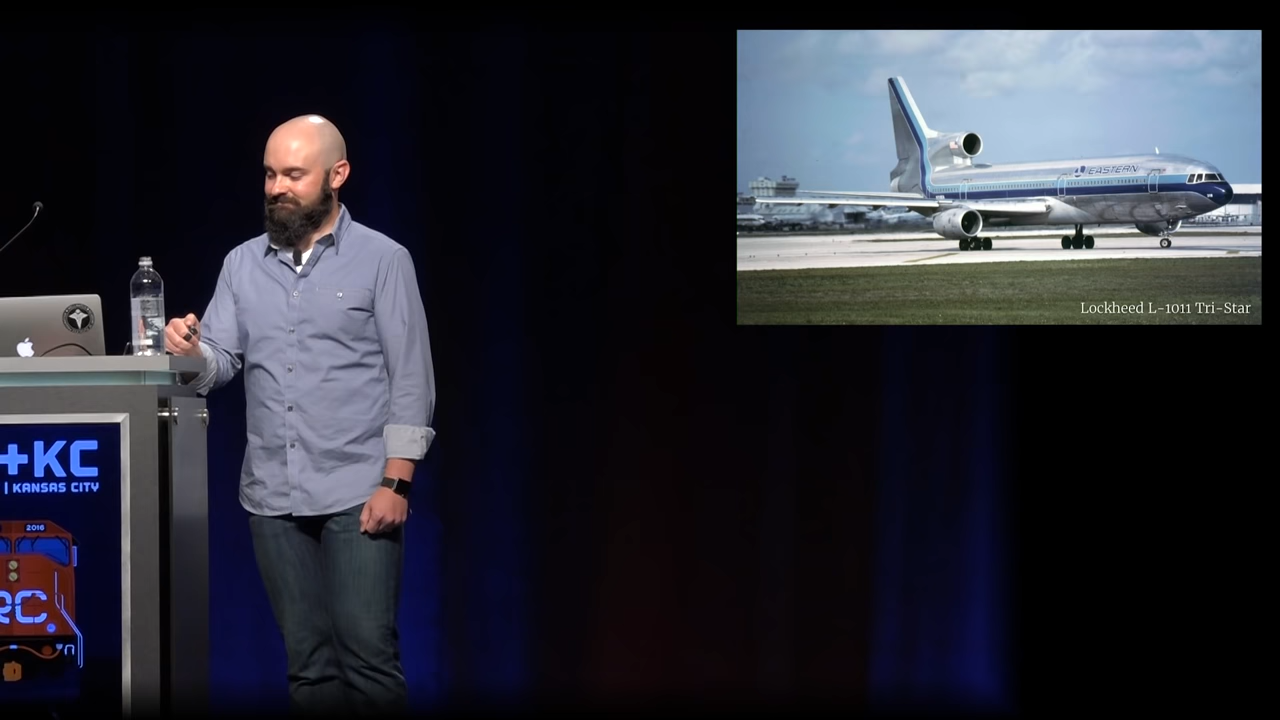 EASTERN
Lockheed L-1011 Tri-Star
+KC
| KANSAS CITY
2016
RC